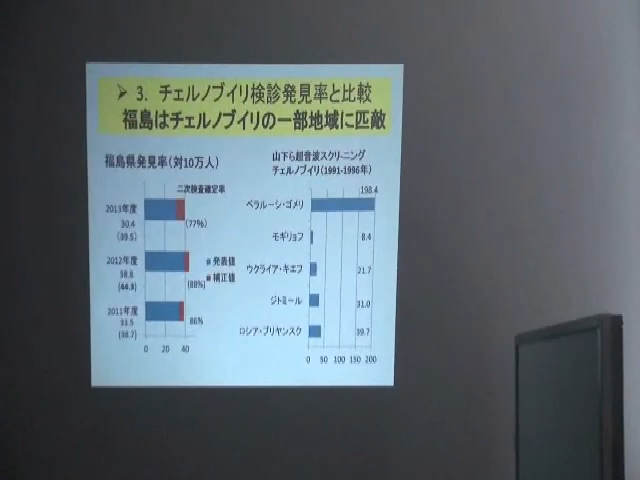 ➢ 3. チェルノブイリ検診発見率と比較
福島はチェルノブイリの一部地域に匹敵
福島県発見率(対10万人)
二次検査確定率
2013年度
30.4
(39.5)
(77%)
2012年度
38.8
(44.3)
(88%)
発表値
補正値
2011年度
33.5
(38.7)
86%
0 20 40
山下ら超音波スクリーニング
チェルノブイリ(1991-1996年)
198.4
ベラルーシ・ゴメリ
モギリョフ 8.4
ウクライア・キエフ 21.7
ジトミール 31.0
ロシア・ブリヤンスク 39.7
0 50 100 150 200